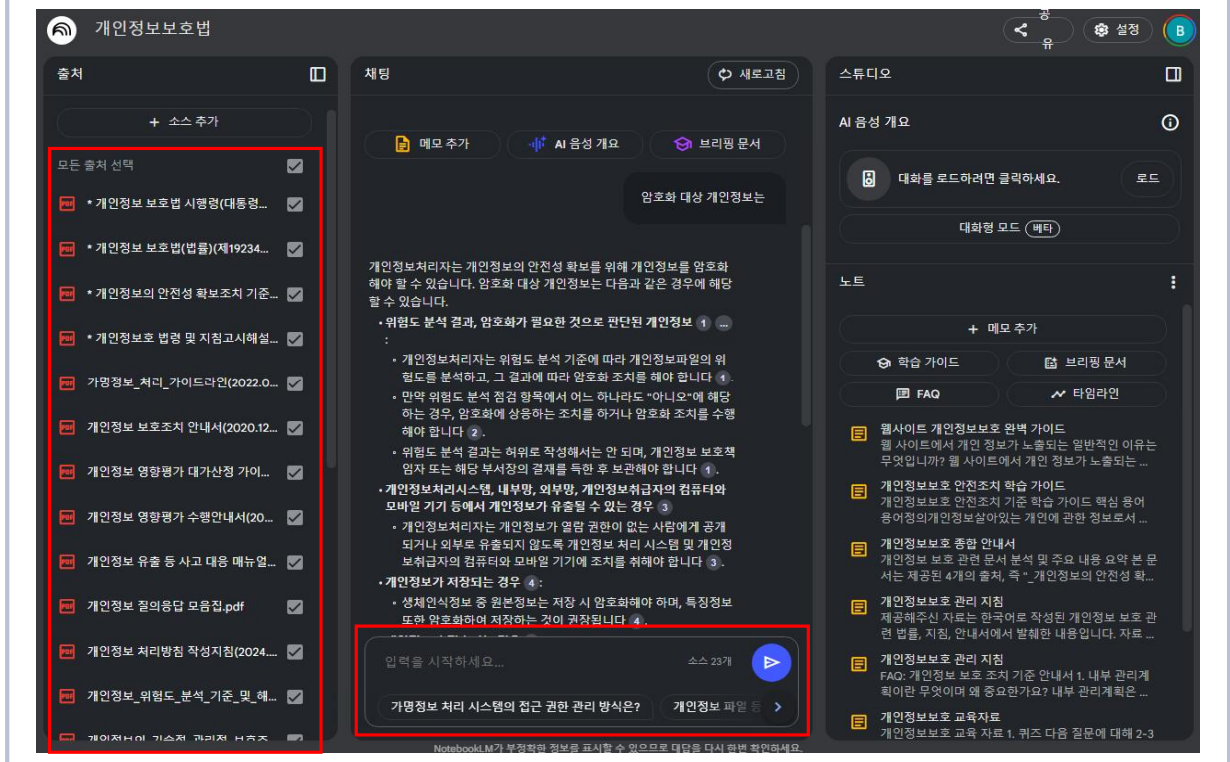 개인정보보호법
공유
설정
B
출처
+ 소스 추가
모든 출처 선택
PDF * 개인정보 보호법 시행령(대통령...
PDF * 개인정보 보호법(법률)(제19234...
PDF * 개인정보의 안전성 확보조치 기준...
PDF * 개인정보보호 법령 및 지침고시해설...
PDF 가명정보_처리_가이드라인(2022.0...
PDF 개인정보 보호조치 안내서(2020.12...
PDF 개인정보 영향평가 대가산정 가이...
PDF 개인정보 영향평가 수행안내서(20...
PDF 개인정보 유출 등 사고 대응 매뉴얼...
PDF 개인정보 질의응답 모음집.pdf
PDF 개인정보 처리방침 작성지침(2024....
PDF 개인정보_위험도_분석_기준_및_해...
채팅
새로고침
메모 추가
AI 음성 개요
브리핑 문서
암호화 대상 개인정보는
개인정보처리자는 개인정보의 안전성 확보를 위해 개인정보를 암호화
해야 할 수 있습니다. 암호화 대상 개인정보는 다음과 같은 경우에 해당
할 수 있습니다.
• 위험도 분석 결과, 암호화가 필요한 것으로 판단된 개인정보 1 ...
:
◦ 개인정보처리자는 위험도 분석 기준에 따라 개인정보파일의 위
험도를 분석하고, 그 결과에 따라 암호화 조치를 해야 합니다 1.
◦ 만약 위험도 분석 점검 항목에서 어느 하나라도 "아니오"에 해당
하는 경우, 암호화에 상응하는 조치를 하거나 암호화 조치를 수행
해야 합니다 2.
◦ 위험도 분석 결과는 허위로 작성해서는 안 되며, 개인정보 보호책
임자 또는 해당 부서장의 결재를 득한 후 보관해야 합니다 1.
• 개인정보처리시스템, 내부망, 외부망, 개인정보취급자의 컴퓨터와
모바일 기기 등에서 개인정보가 유출될 수 있는 경우 3
◦ 개인정보처리자는 개인정보가 열람 권한이 없는 사람에게 공개
되거나 외부로 유출되지 않도록 개인정보 처리 시스템 및 개인정
보취급자의 컴퓨터와 모바일 기기에 조치를 취해야 합니다 3.
• 개인정보가 저장되는 경우 4:
◦ 생체인식정보 중 원본정보는 저장 시 암호화해야 하며, 특징정보
또한 암호화하여 저장하는 것이 권장됩니다 4.
입력을 시작하세요...
소스 23개
가명정보 처리 시스템의 접근 권한 관리 방식은?
개인정보 파일 등
NotebookLM가 부정확한 정보를 표시할 수 있으므로 대답을 다시 한번 확인하세요.
스튜디오
AI 음성 개요
대화를 로드하려면 클릭하세요.
로드
대화형 모드 베타
노트
+ 메모 추가
학습 가이드
브리핑 문서
FAQ
타임라인
웹사이트 개인정보보호 완벽 가이드
웹 사이트에서 개인 정보가 노출되는 일반적인 이유는
무엇입니까? 웹 사이트에서 개인 정보가 노출되는 ...
개인정보보호 안전조치 학습 가이드
개인정보보호 안전조치 기준 학습 가이드 핵심 용어
용어정의개인정보살아있는 개인에 관한 정보로서 ...
개인정보보호 종합 안내서
개인정보 보호 관련 문서 분석 및 주요 내용 요약 본 문
서는 제공된 4개의 출처, 즉 "_개인정보의 안전성 확...
개인정보보호 관리 지침
제공해주신 자료는 한국어로 작성된 개인정보 보호 관
련 법률, 지침, 안내서에서 발췌한 내용입니다. 자료 ...
개인정보보호 관리 지침
FAQ: 개인정보 보호 조치 기준 안내서 1. 내부 관리계
획이란 무엇이며 왜 중요한가요? 내부 관리계획은 ...
개인정보보호 교육자료
개인정보보호 교육 자료 1. 퀴즈 다음 질문에 대해 2-3